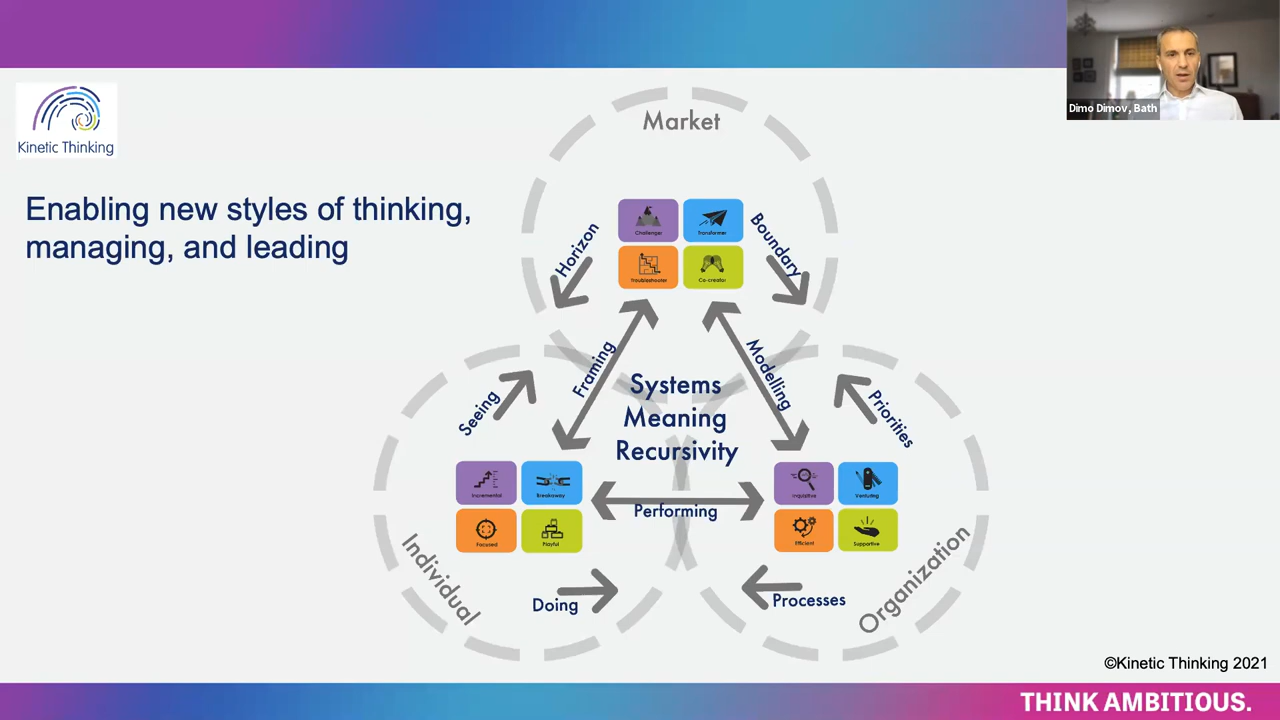 Dimo Dimov, Bath
Kinetic Thinking
Enabling new styles of thinking,
managing, and leading
Market
Horizon
Boundary
Challenger
Transformer
Troubleshooter
Co-creator
Seeing
Framing
Modelling
Priorities
Systems
Meaning
Recursivity
Incremental
Breakaway
Focused
Playful
Performing
Inquisitive
Venturing
Efficient
Supportive
Individual
Doing
Processes
Organization
©Kinetic Thinking 2021
THINK AMBITIOUS.